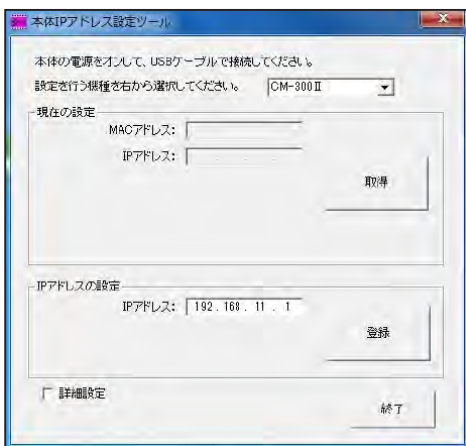 本体IPアドレス設定ツール
本体の電源をオンして、USBケーブルで接続してください。
設定を行う機種を右から選択してください。 CM-300Ⅱ
現在の設定
MACアドレス:
IPアドレス:
取得
IPアドレスの設定
IPアドレス: 192 . 168 . 11 . 1
登録
詳細設定
終了